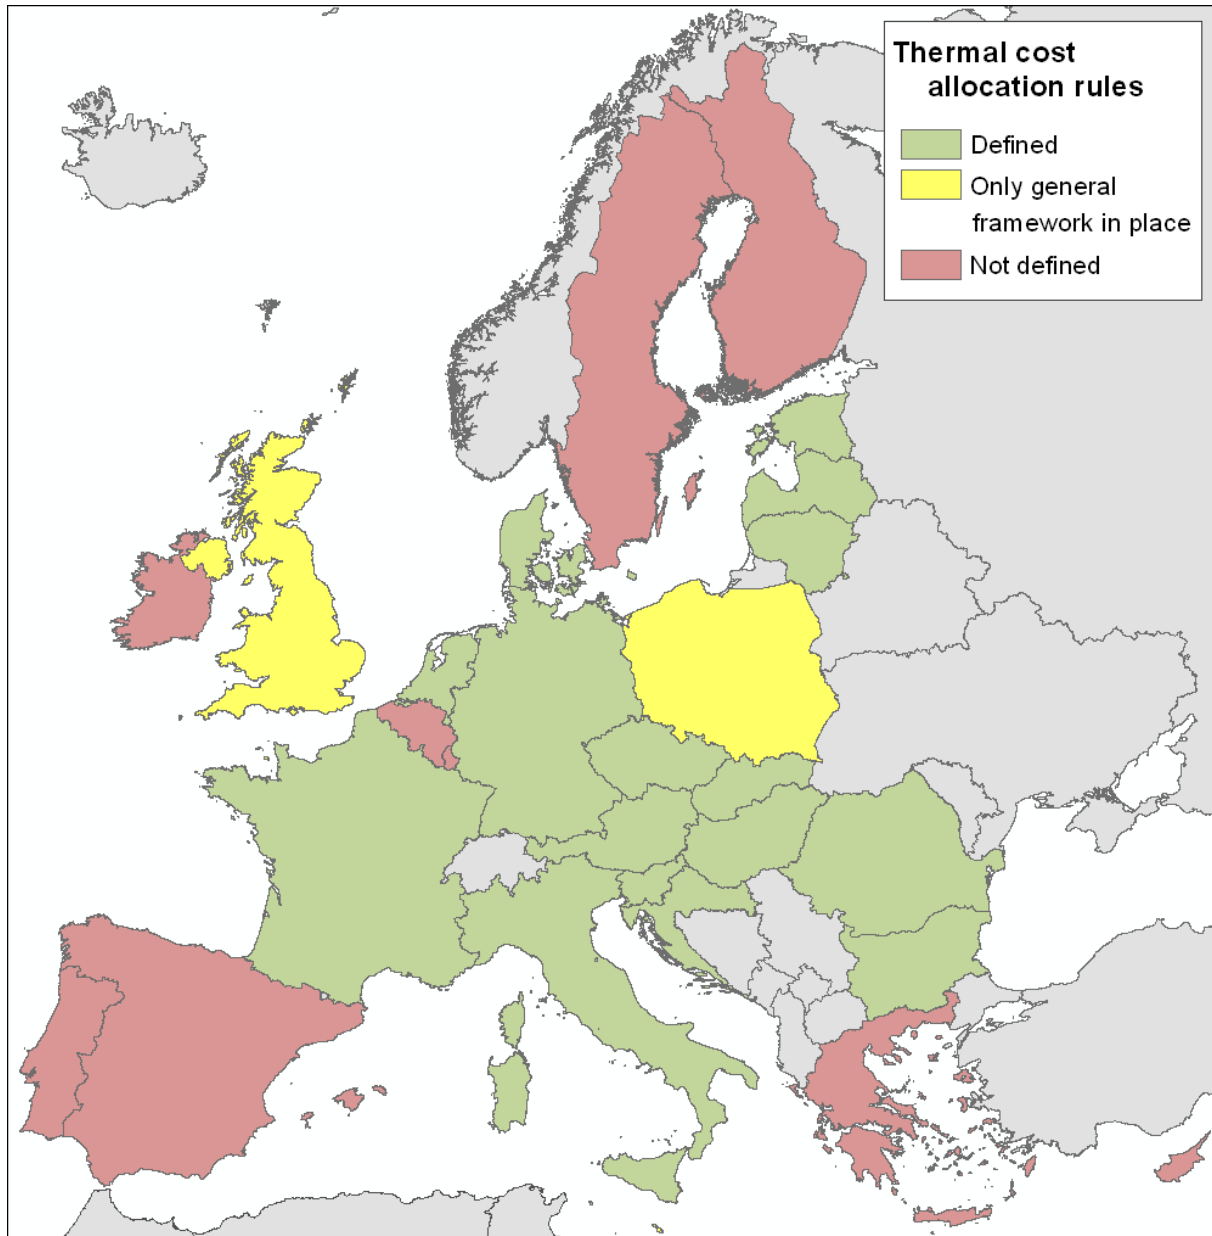 Thermal cost
allocation rules
Defined
Only general
framework in place
Not defined